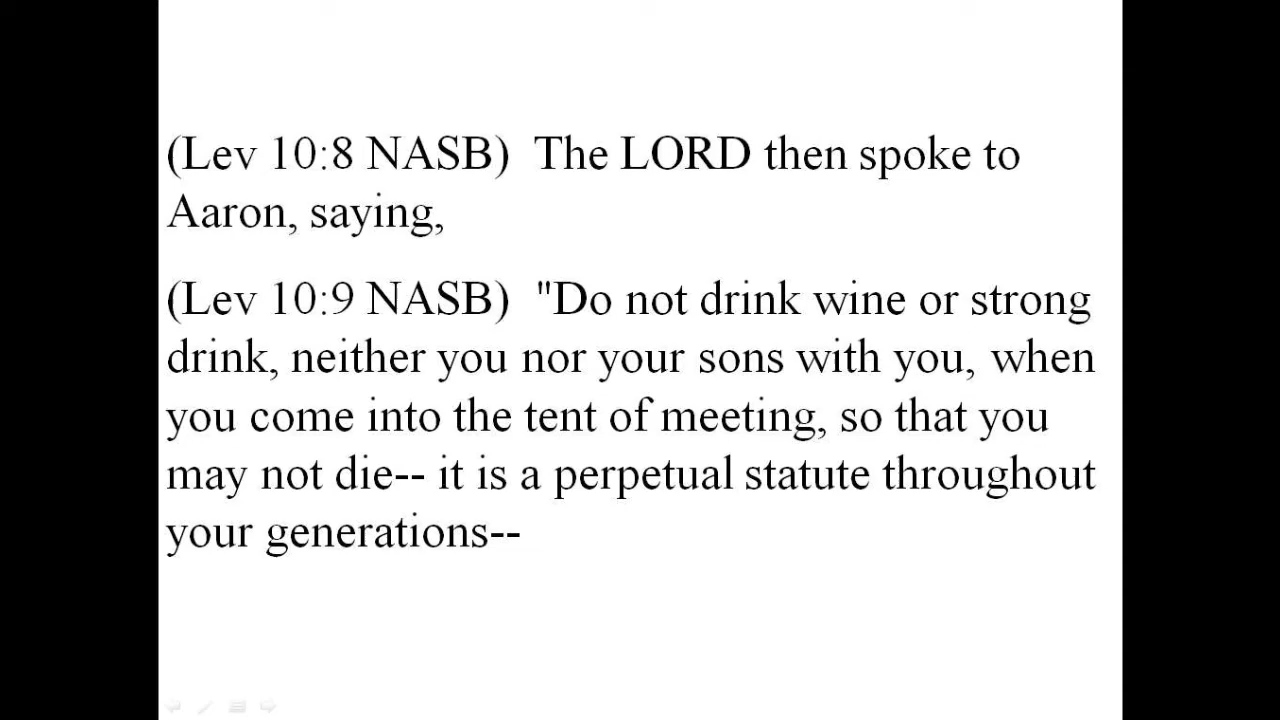 (Lev 10:8 NASB)  The LORD then spoke to
Aaron, saying,
(Lev 10:9 NASB)  "Do not drink wine or strong
drink, neither you nor your sons with you, when
you come into the tent of meeting, so that you
may not die-- it is a perpetual statute throughout
your generations--